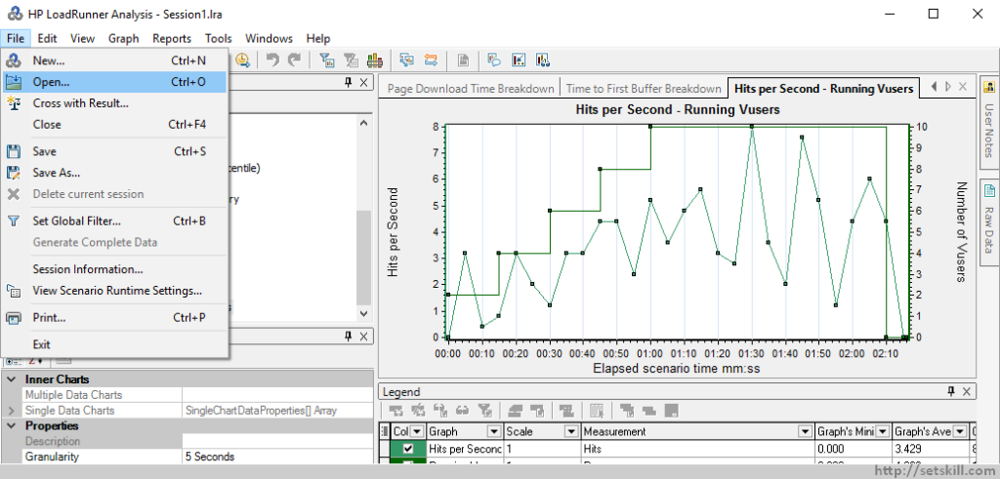 HP LoadRunner Analysis - Session1.lra
File Edit View Graph Reports Tools Windows Help
New... Ctrl+N
Open... Ctrl+O
Cross with Result...
Close Ctrl+F4
Save Ctrl+S
Save As...
Delete current session
Set Global Filter... Ctrl+B
Generate Complete Data
Session Information...
View Scenario Runtime Settings...
Print... Ctrl+P
Exit
Inner Charts
Multiple Data Charts
Single Data Charts SingleChartDataProperties[] Array
Properties
Description
Granularity 5 Seconds
Page Download Time Breakdown Time to First Buffer Breakdown Hits per Second - Running Vusers
Hits per Second - Running Vusers
Hits per Second
8
7
6
5
4
3
2
1
0
10
9
8
7
6
5
4
3
2
1
0
Number of Vusers
00:00 00:10 00:20 00:30 00:40 00:50 01:00 01:10 01:20 01:30 01:40 01:50 02:00 02:10
Elapsed scenario time mm:ss
User Notes
Raw Data
Legend
Col Graph Scale Measurement Graph's Mini Graph's Ave
Hits per Second 1 Hits 0.000 3.429
http://setskill.com